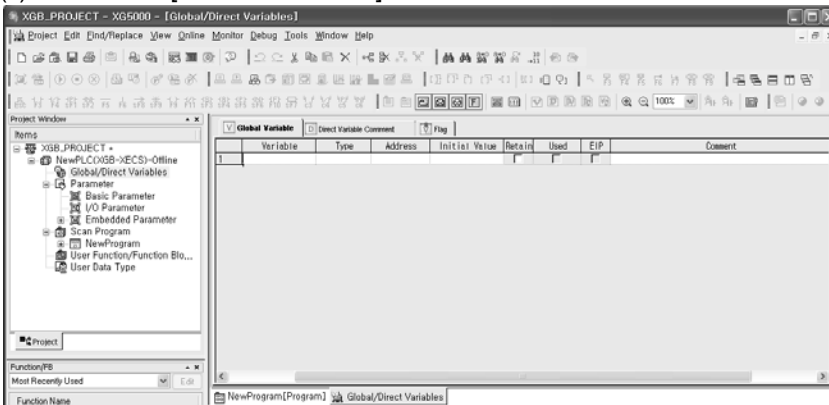 XGB_PROJECT - XG5000 - [Global/Direct Variables]
Project Edit Find/Replace View Online Monitor Debug Tools Window Help
100%
Project Window
Items
XGB_PROJECT *
NewPLC(XGB-XECS)-Offline
Global/Direct Variables
Parameter
Basic Parameter
I/O Parameter
Embedded Parameter
Scan Program
NewProgram
User Function/Function Blo...
User Data Type
Project
Function/FB
Most Recently Used Edit
Function Name
V Global Variable D Direct Variable Comment Flag
Variable Type Address Initial Value Retain Used EIP Comment
1
NewProgram[Program] Global/Direct Variables